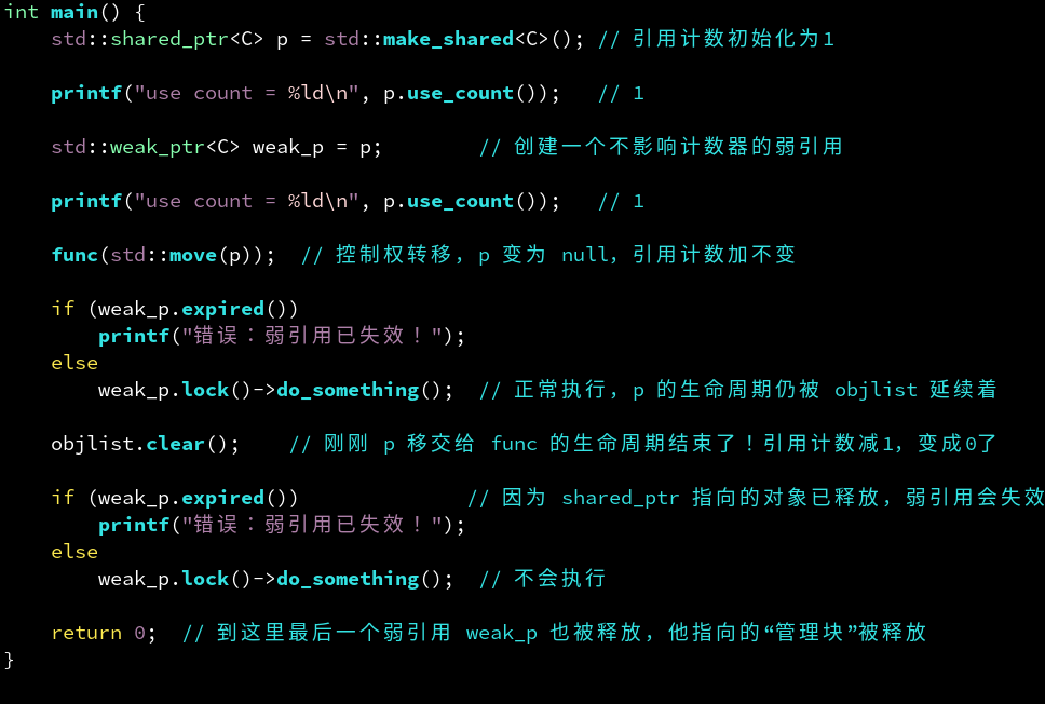 int main() {
    std::shared_ptr<C> p = std::make_shared<C>(); // 引用计数初始化为1
    printf("use count = %ld\n", p.use_count());   // 1
    std::weak_ptr<C> weak_p = p;        // 创建一个不影响计数器的弱引用
    printf("use count = %ld\n", p.use_count());   // 1
    func(std::move(p));  // 控制权转移，p 变为 null，引用计数加不变
    if (weak_p.expired())
        printf("错误：弱引用已失效！");
    else
        weak_p.lock()->do_something();  // 正常执行，p 的生命周期仍被 objlist 延续着
    objlist.clear();    // 刚刚 p 移交给 func 的生命周期结束了！引用计数减1，变成0了
    if (weak_p.expired())              // 因为 shared_ptr 指向的对象已释放，弱引用会失效
        printf("错误：弱引用已失效！");
    else
        weak_p.lock()->do_something();  // 不会执行
    return 0;  // 到这里最后一个弱引用 weak_p 也被释放，他指向的“管理块”被释放
}